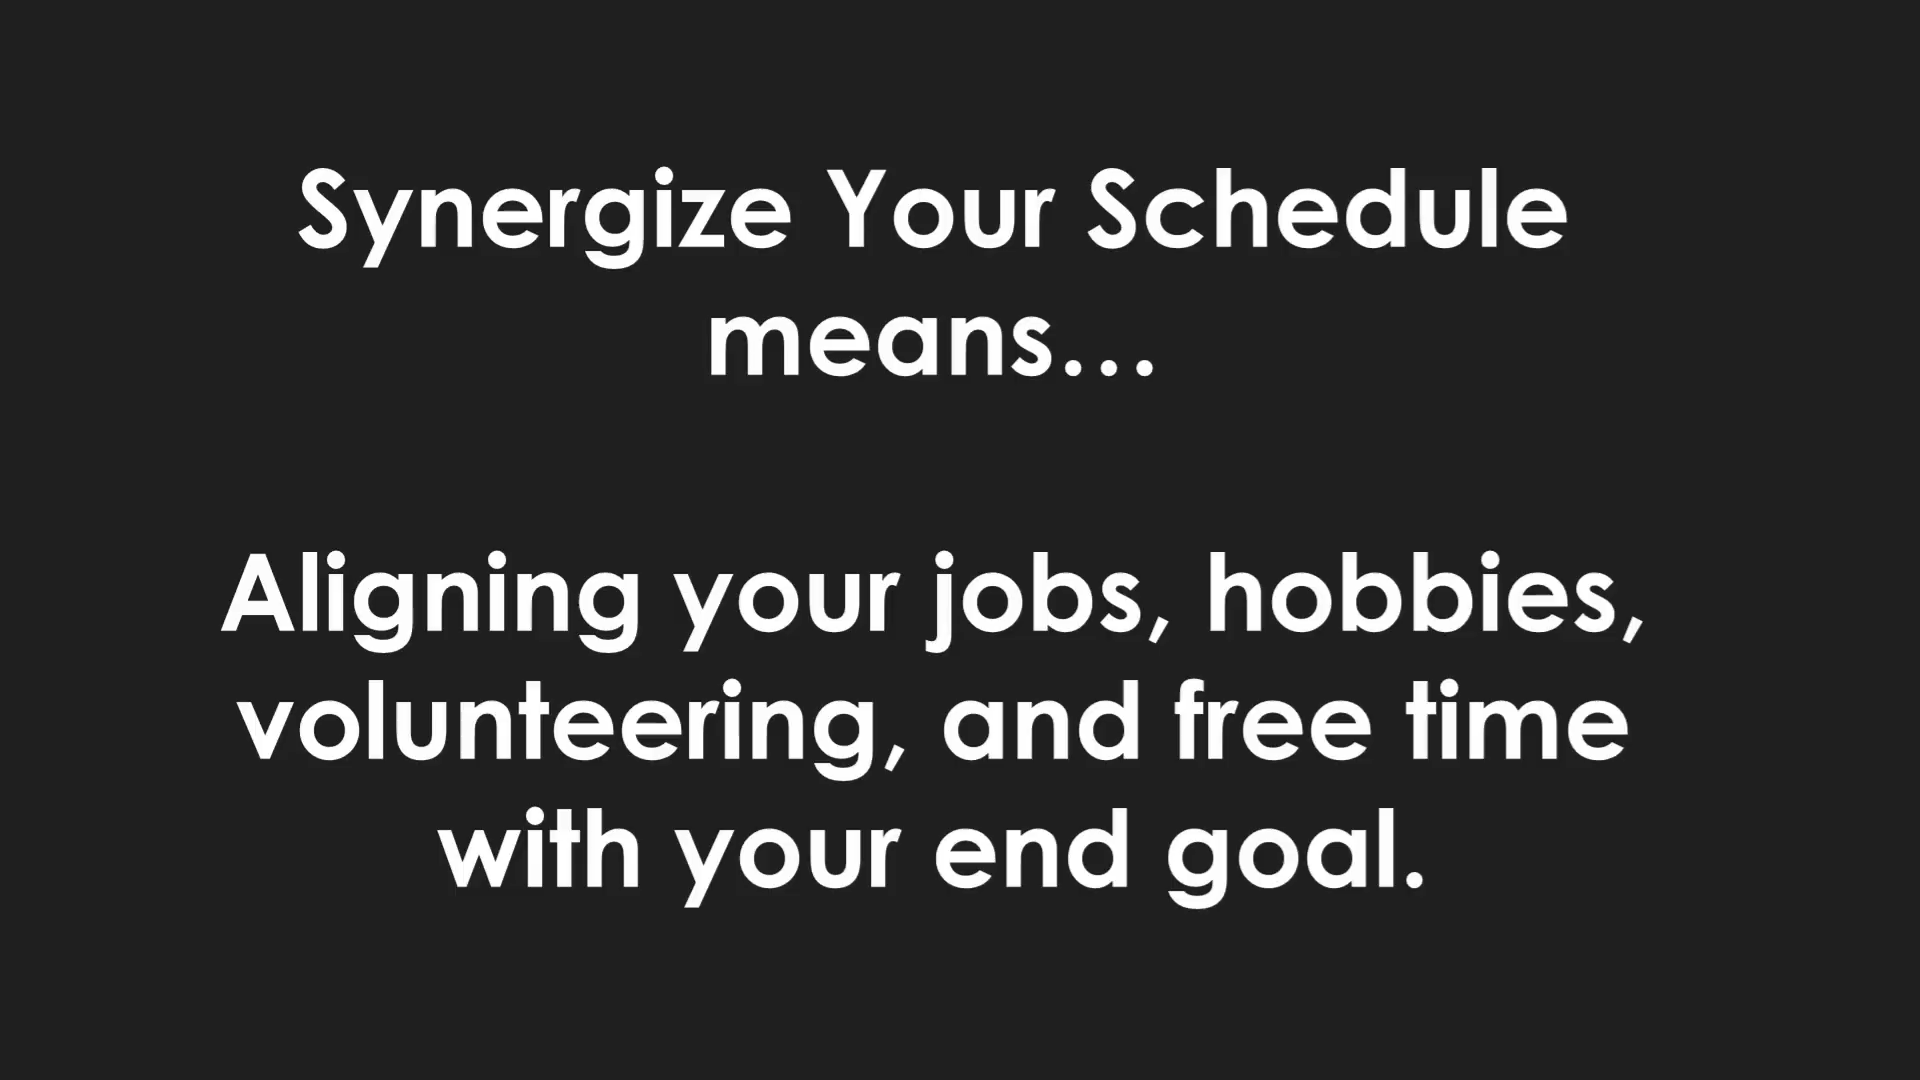 Synergize Your Schedule
means…
Aligning your jobs, hobbies,
volunteering, and free time
with your end goal.